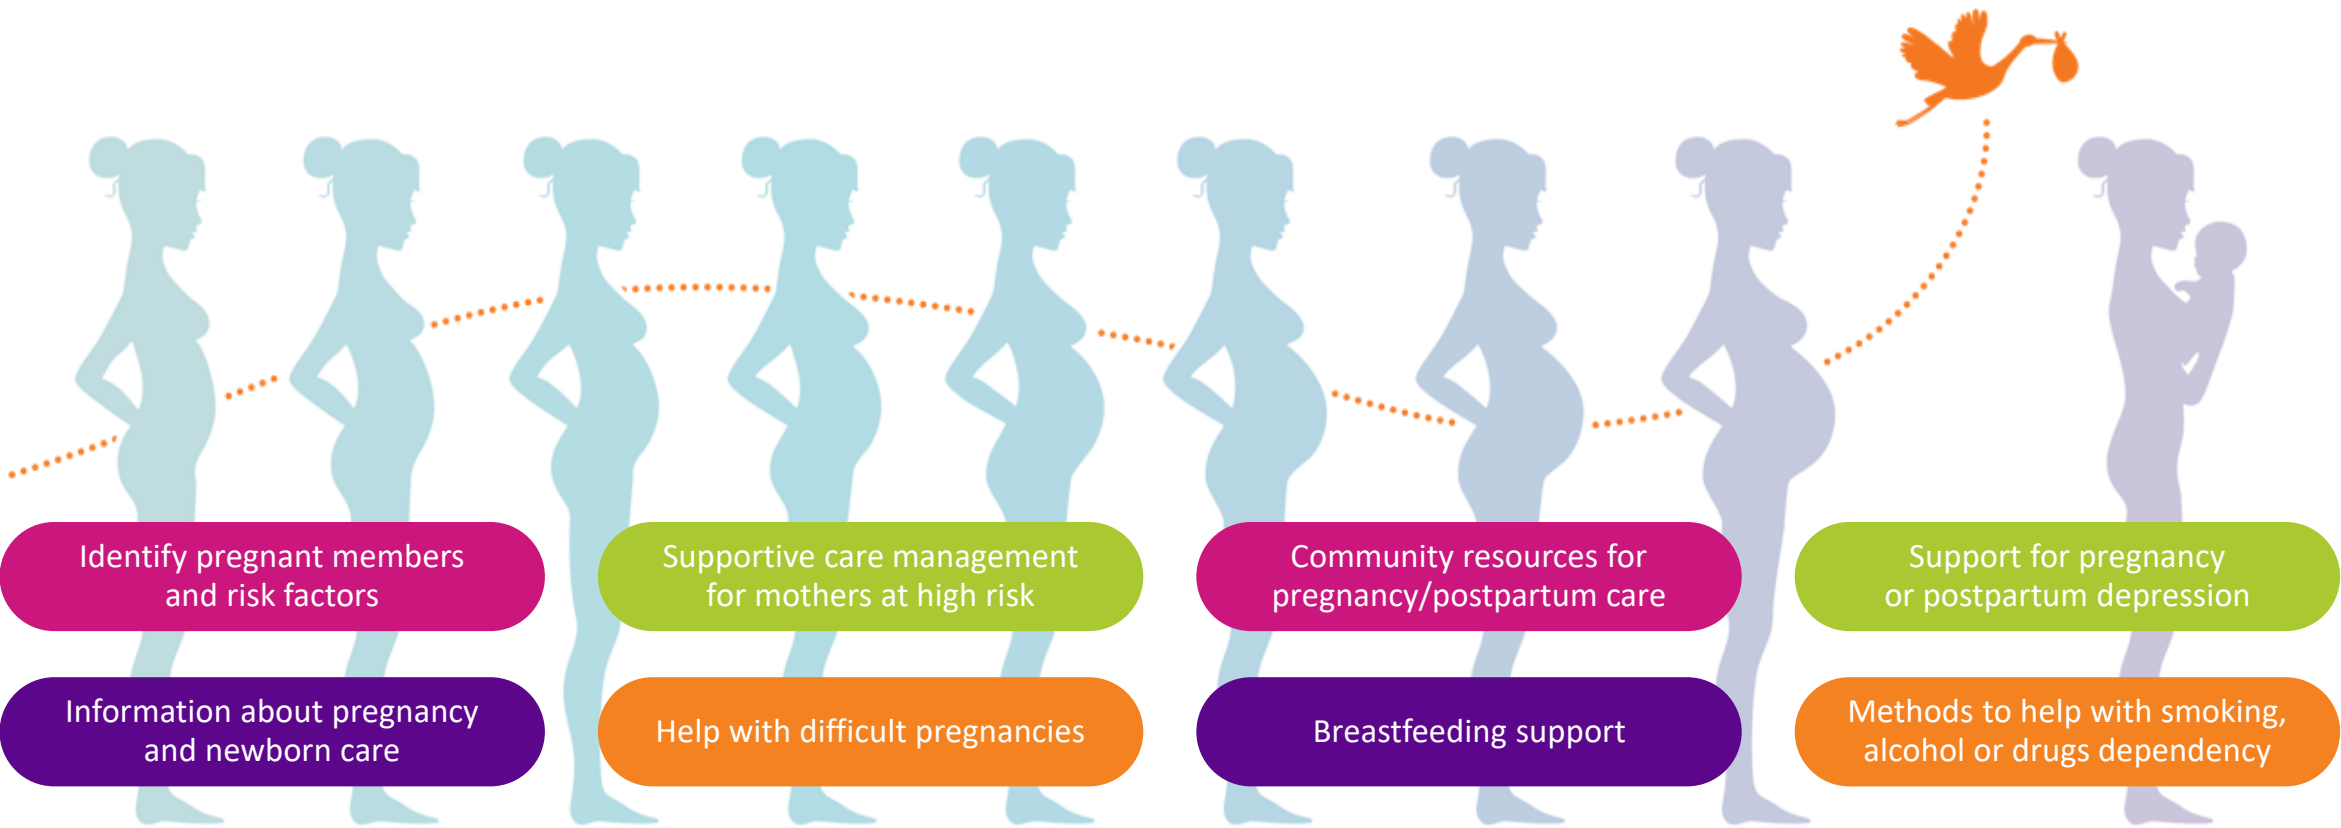 Identify pregnant members
and risk factors
Supportive care management
for mothers at high risk
Community resources for
pregnancy/postpartum care
Support for pregnancy
or postpartum depression
Information about pregnancy
and newborn care
Help with difficult pregnancies
Breastfeeding support
Methods to help with smoking,
alcohol or drugs dependency